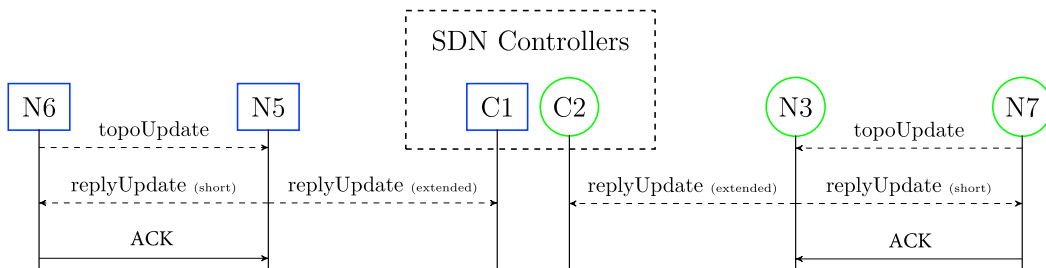 SDN Controllers
N6 N5 C1 C2 N3 N7
topoUpdate topoUpdate
replyUpdate (short) replyUpdate (extended) replyUpdate (extended) replyUpdate (short)
ACK ACK